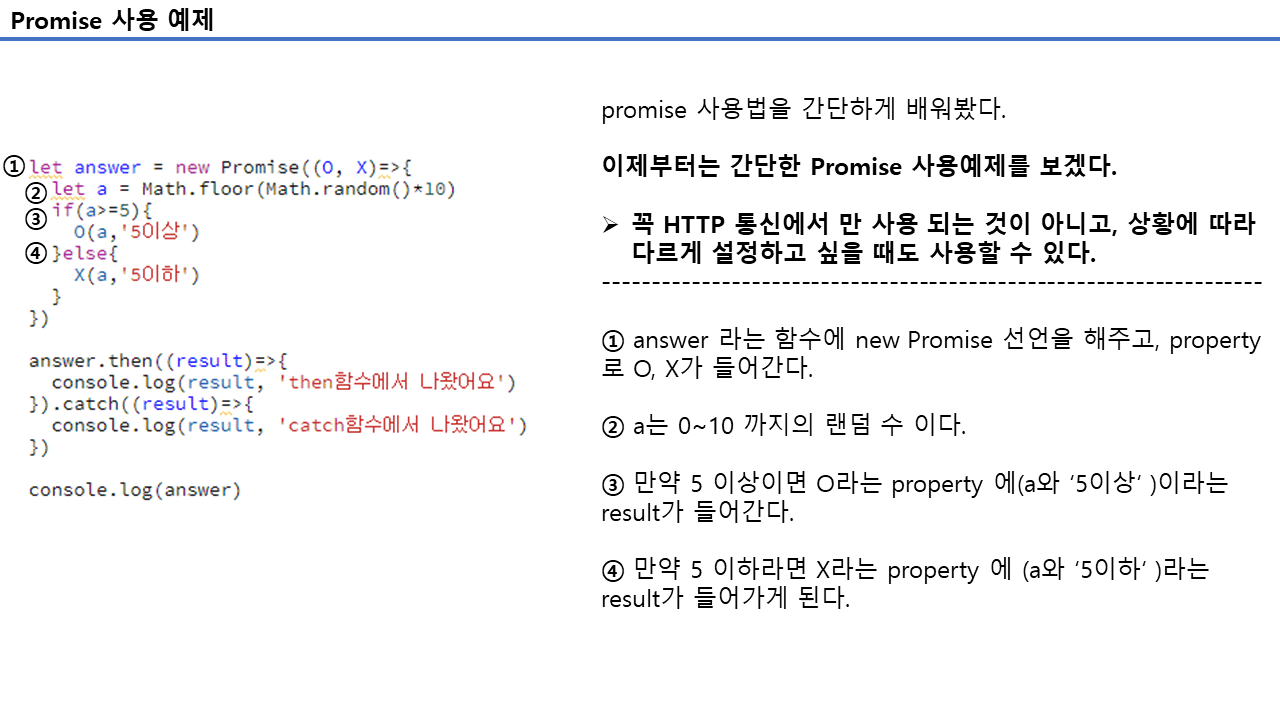 Promise 사용 예제
① let answer = new Promise((O, X)=>{
② let a = Math.floor(Math.random()*10)
③ if(a>=5){
O(a,'5이상')
④ }else{
X(a,'5이하')
}
})
answer.then((result)=>{
console.log(result, 'then함수에서 나왔어요')
}).catch((result)=>{
console.log(result, 'catch함수에서 나왔어요')
})
console.log(answer)
promise 사용법을 간단하게 배워봤다.
이제부터는 간단한 Promise 사용예제를 보겠다.
➢ 꼭 HTTP 통신에서 만 사용 되는 것이 아니고, 상황에 따라
다르게 설정하고 싶을 때도 사용할 수 있다.
------------------------------------------------------------------
① answer 라는 함수에 new Promise 선언을 해주고, property
로 O, X가 들어간다.
② a는 0~10 까지의 랜덤 수 이다.
③ 만약 5 이상이면 O라는 property 에(a와 ‘5이상‘ )이라는
result가 들어간다.
④ 만약 5 이하라면 X라는 property 에 (a와 ‘5이하‘ )라는
result가 들어가게 된다.